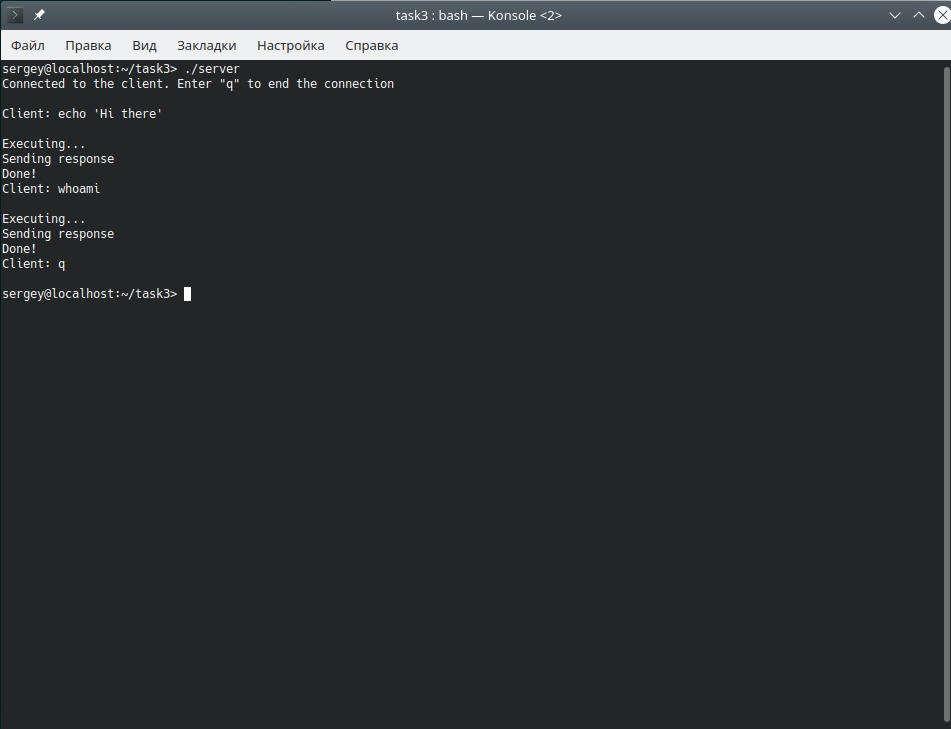 task3 : bash — Konsole <2>
Файл Правка Вид Закладки Настройка Справка
sergey@localhost:~/task3> ./server
Connected to the client. Enter "q" to end the connection
Client: echo 'Hi there'
Executing...
Sending response
Done!
Client: whoami
Executing...
Sending response
Done!
Client: q
sergey@localhost:~/task3>